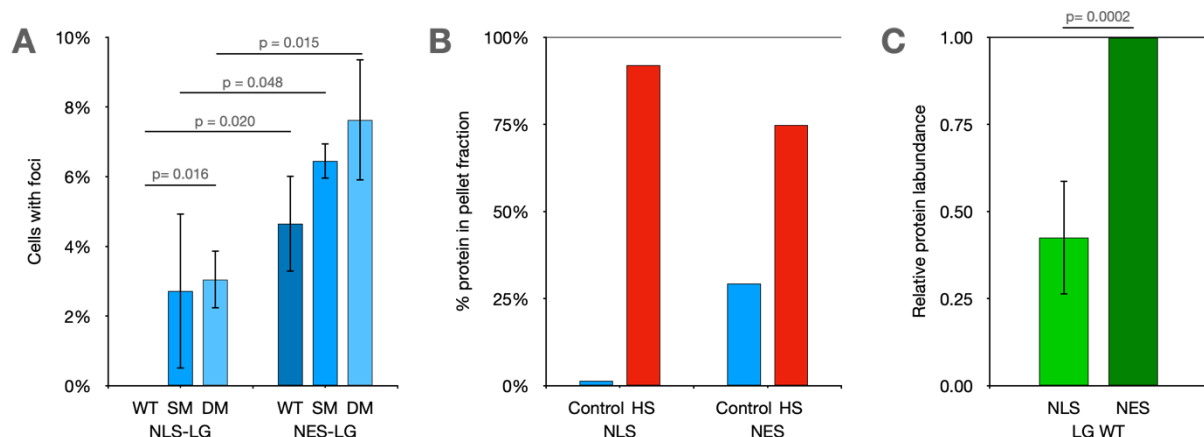 A
Cells with foci
10%
8%
6%
4%
2%
0%
p = 0.015
p = 0.048
p = 0.020
p = 0.016
WT SM DM WT SM DM
NLS-LG NES-LG
B
% protein in pellet fraction
100%
75%
50%
25%
0%
Control HS Control HS
NLS NES
C
Relative protein labundance
p= 0.0002
1.00
0.75
0.50
0.25
0.00
NLS NES
LG WT